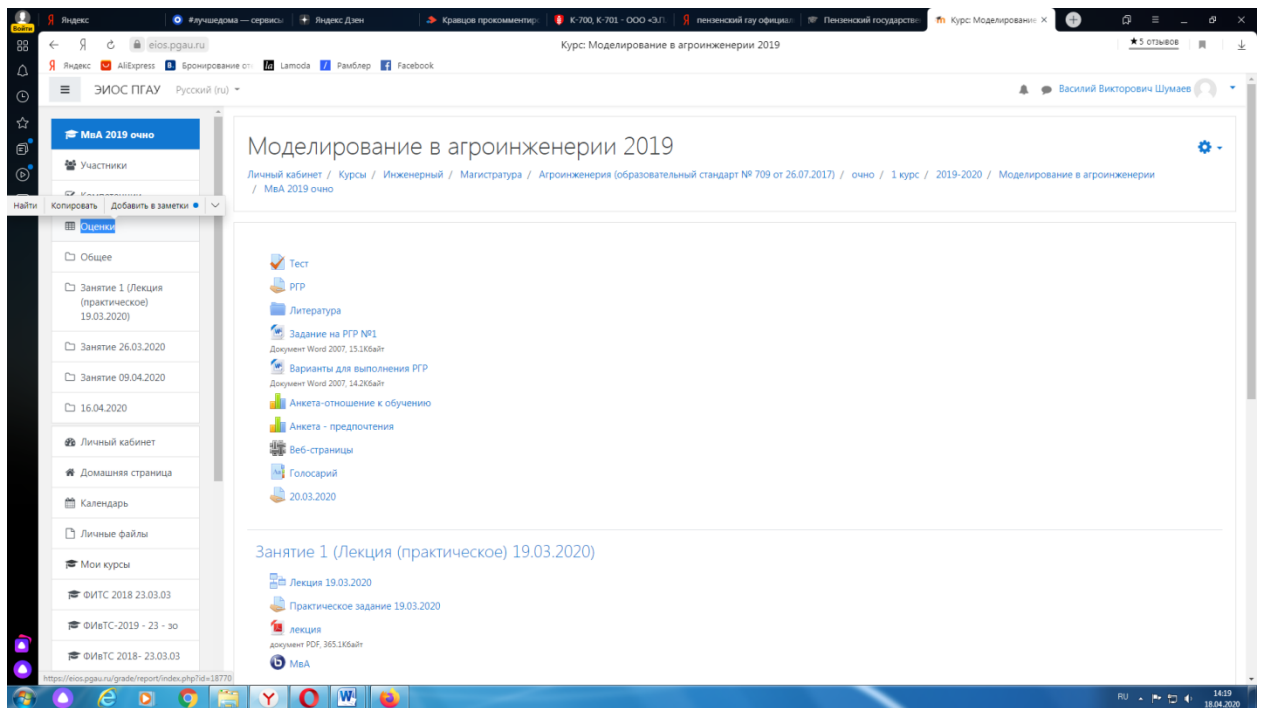 Яндекс
#лучшедома — сервисы
Яндекс Дзен
Кравцов прокомментир
К-700, К-701 - ООО «ЭЛ
пензенский гау официал
Пензенский государстве
Курс: Моделирование
Войти
eios.pgau.ru
Курс: Моделирование в агроинженерии 2019
★ 5 отзывов
Яндекс
AliExpress
Бронирование от
Lamoda
Рамблер
Facebook
ЭИОС ПГАУ
Русский (ru)
Василий Викторович Шумаев
МвА 2019 очно
Участники
Компетенции
Найти
Копировать
Добавить в заметки
Оценки
Общее
Занятие 1 (Лекция
(практическое)
19.03.2020)
Занятие 26.03.2020
Занятие 09.04.2020
16.04.2020
Личный кабинет
Домашняя страница
Календарь
Личные файлы
Мои курсы
ФИТС 2018 23.03.03
ФИвТС-2019 - 23 - зо
ФИвТС 2018- 23.03.03
Моделирование в агроинженерии 2019
Личный кабинет / Курсы / Инженерный / Магистратура / Агроинженерия (образовательный стандарт № 709 от 26.07.2017) / очно / 1 курс / 2019-2020 / Моделирование в агроинженерии
/ МвА 2019 очно
Тест
РГР
Литература
Задание на РГР №1
Документ Word 2007, 15.1Кбайт
Варианты для выполнения РГР
Документ Word 2007, 14.2Кбайт
Анкета-отношение к обучению
Анкета - предпочтения
Веб-страницы
Голосарий
20.03.2020
Занятие 1 (Лекция (практическое) 19.03.2020)
Лекция 19.03.2020
Практическое задание 19.03.2020
лекция
документ PDF, 365.1Кбайт
МвА
https://eios.pgau.ru/grade/report/index.php?id=18770
RU
14:19
18.04.2020